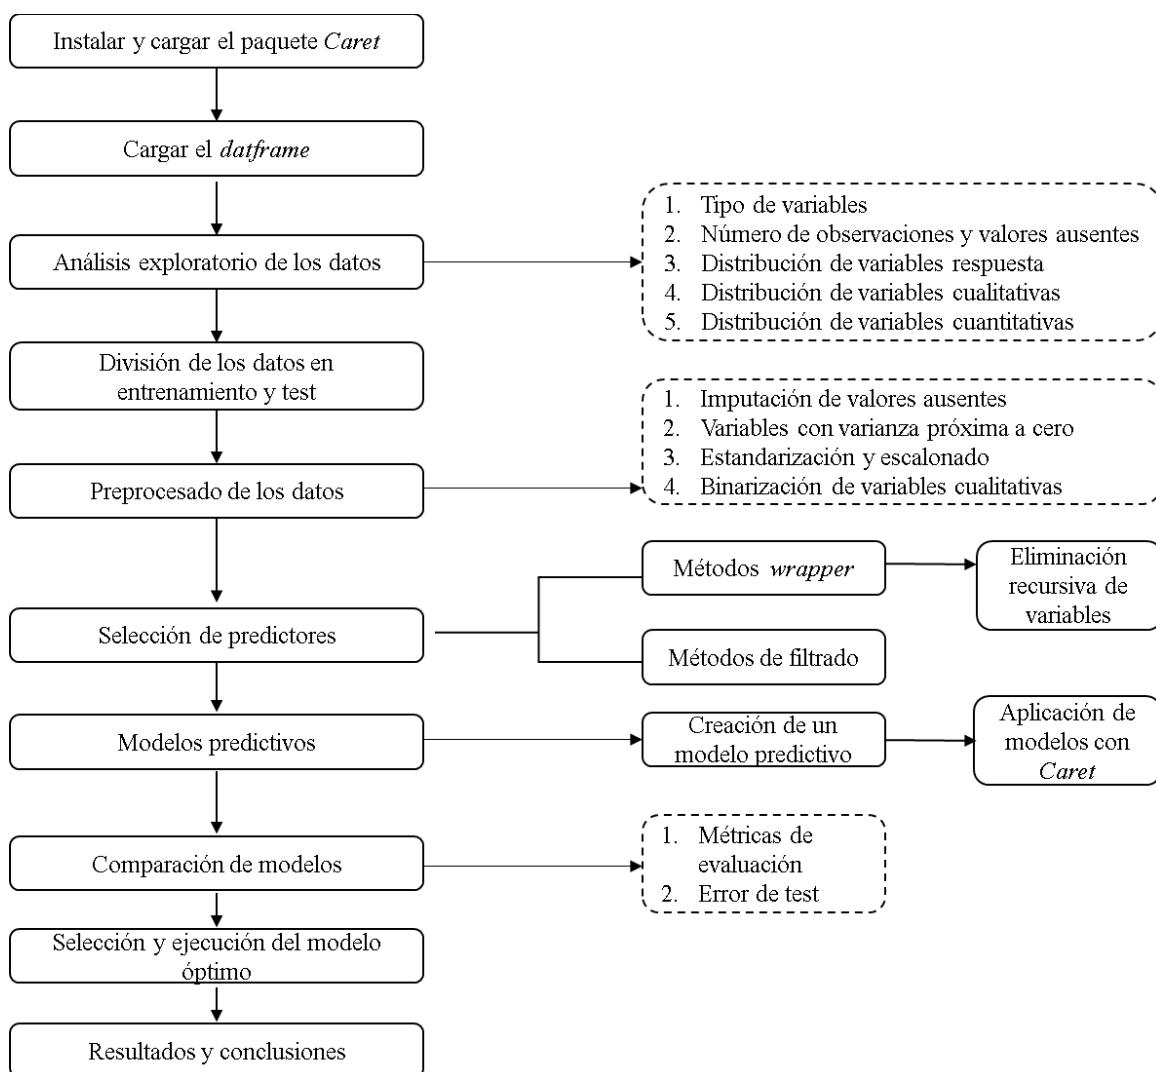 Instalar y cargar el paquete Caret
Cargar el datframe
Análisis exploratorio de los datos
1. Tipo de variables
2. Número de observaciones y valores ausentes
3. Distribución de variables respuesta
4. Distribución de variables cualitativas
5. Distribución de variables cuantitativas
División de los datos en
entrenamiento y test
Preprocesado de los datos
1. Imputación de valores ausentes
2. Variables con varianza próxima a cero
3. Estandarización y escalonado
4. Binarización de variables cualitativas
Selección de predictores
Métodos wrapper
Eliminación
recursiva de
variables
Métodos de filtrado
Modelos predictivos
Creación de un
modelo predictivo
Aplicación de
modelos con
Caret
Comparación de modelos
1. Métricas de
evaluación
2. Error de test
Selección y ejecución del modelo
óptimo
Resultados y conclusiones